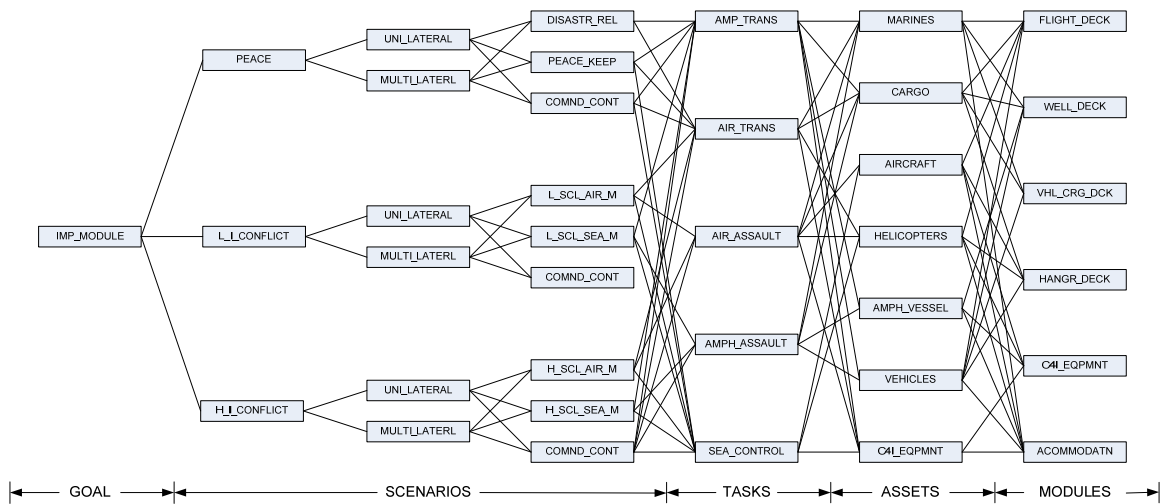 IMP_MODULE
PEACE
L_I_CONFLICT
H_II_CONFLICT
UNI_LATERAL
MULTI_LATERL
UNI_LATERAL
MULTI_LATERL
UNI_LATERAL
MULTI_LATERL
DISASTR_REL
PEACE_KEEP
COMND_CONT
L_SCL_AIR_M
L_SCL_SEA_M
COMND_CONT
H_SCL_AIR_M
H_SCL_SEA_M
COMND_CONT
AMP_TRANS
AIR_TRANS
AIR_ASSAULT
AMPH_ASSAULT
SEA_CONTROL
MARINES
CARGO
AIRCRAFT
HELICOPTERS
AMPH_VESSEL
VEHICLES
C4I_EQPMNT
FLIGHT_DECK
WELL_DECK
VHL_CRG_DCK
HANGR_DECK
C4I_EQPMNT
ACOMMODATN
GOAL SCENARIOS TASKS ASSETS MODULES